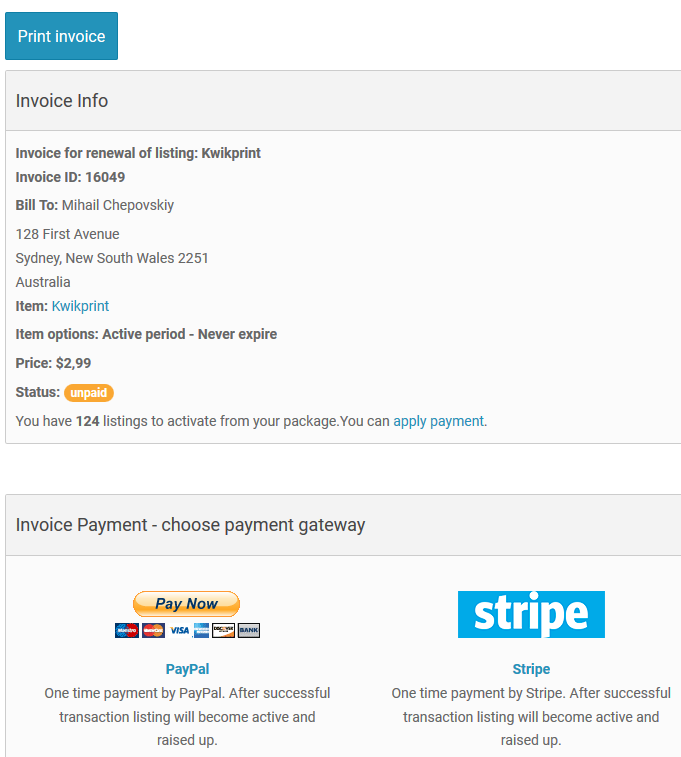 Print invoice
Invoice Info
Invoice for renewal of listing: Kwikprint
Invoice ID: 16049
Bill To: Mihail Chepovskiy
128 First Avenue
Sydney, New South Wales 2251
Australia
Item: Kwikprint
Item options: Active period - Never expire
Price: $2,99
Status: unpaid
You have 124 listings to activate from your package.You can apply payment.
Invoice Payment - choose payment gateway
Pay Now
Maestro MasterCard VISA DISCOVER BANK
stripe
PayPal
One time payment by PayPal. After successful
transaction listing will become active and
raised up.
Stripe
One time payment by Stripe. After successful
transaction listing will become active and
raised up.